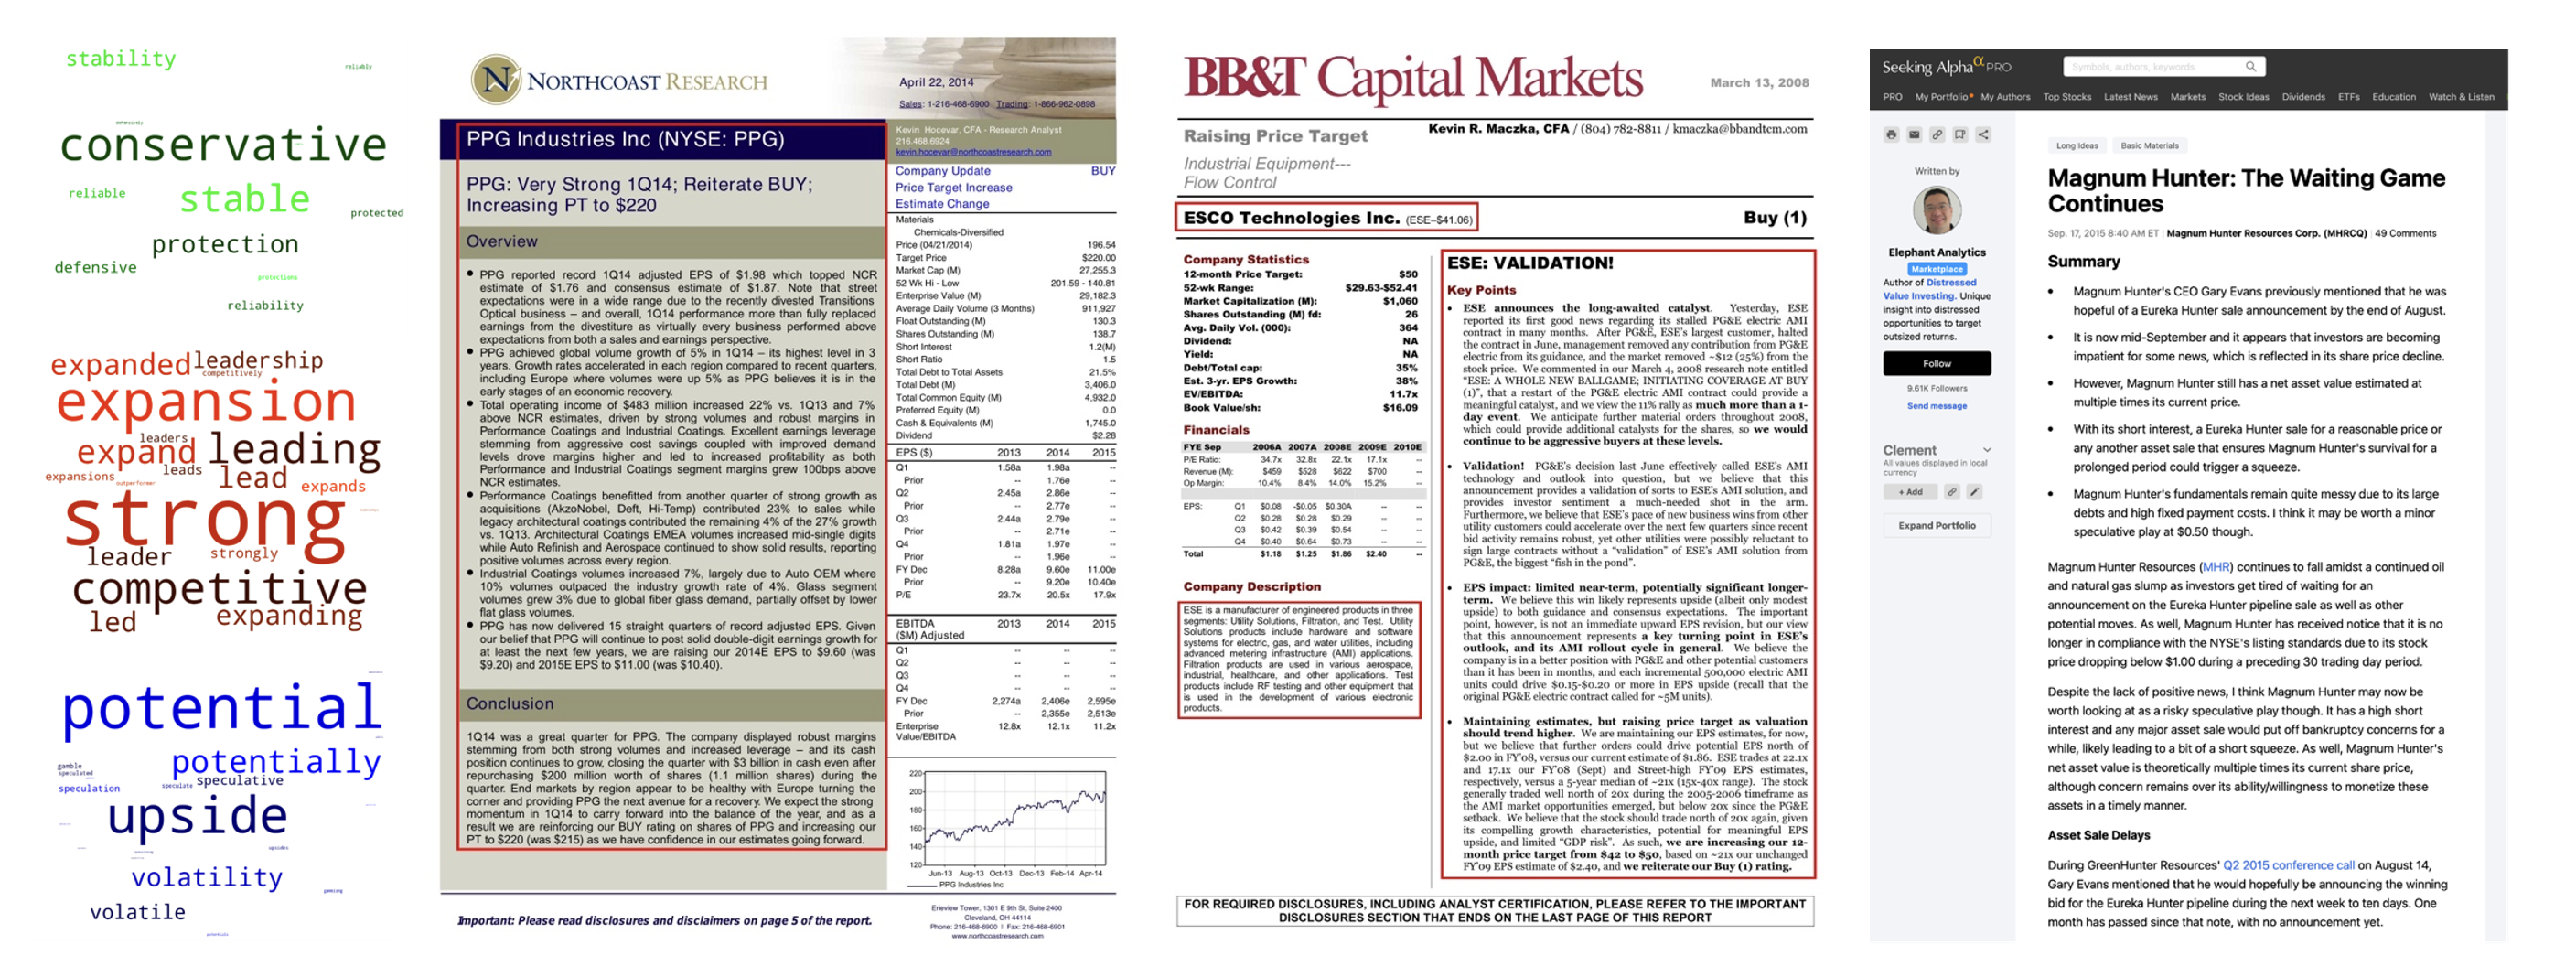 stability
reliably
conservative
reliable
stable
protected
protection
defensive
protections
reliability
expanded
leadership
competitively
expansion
leaders
expand
leading
leads
expansions
lead
outperformer
expands
strong
leader
strongly
competitive
led
expanding
potential
potentially
gamble
speculated
speculative
speculation
speculate
upside
upsides
volatility
gambling
volatile
potentials
NORTHCOAST RESEARCH
April 22, 2014
Sales: 1-216-468-6900 Trading: 1-866-962-0898
PPG Industries Inc (NYSE: PPG)
PPG: Very Strong 1Q14; Reiterate BUY;
Increasing PT to $220
Overview
• PPG reported record 1Q14 adjusted EPS of $1.98 which topped NCR
estimate of $1.76 and consensus estimate of $1.87. Note that street
expectations were in a wide range due to the recently divested Transitions
Optical business – and overall, 1Q14 performance more than fully replaced
earnings from the divestiture as virtually every business performed above
expectations from both a sales and earnings perspective.
• PPG achieved global volume growth of 5% in 1Q14 – its highest level in 3
years. Growth rates accelerated in each region compared to recent quarters,
including Europe where volumes were up 5% as PPG believes it is in the
early stages of an economic recovery.
• Total operating income of $483 million increased 22% vs. 1Q13 and 7%
above NCR estimates, driven by strong volumes and robust margins in
Performance Coatings and Industrial Coatings. Excellent earnings leverage
stemming from aggressive cost savings coupled with improved demand
levels drove margins higher and led to increased profitability as both
Performance and Industrial Coatings segment margins grew 100bps above
NCR estimates.
• Performance Coatings benefitted from another quarter of strong growth as
acquisitions (AkzoNobel, Deft, Hi-Temp) contributed 23% to sales while
legacy architectural coatings contributed the remaining 4% of the 27% growth
vs. 1Q13. Architectural Coatings EMEA volumes increased mid-single digits
while Auto Refinish and Aerospace continued to show solid results, reporting
positive volumes across every region.
• Industrial Coatings volumes increased 7%, largely due to Auto OEM where
10% volumes outpaced the industry growth rate of 4%. Glass segment
volumes grew 3% due to global fiber glass demand, partially offset by lower
flat glass volumes.
• PPG has now delivered 15 straight quarters of record adjusted EPS. Given
our belief that PPG will continue to post solid double-digit earnings growth for
at least the next few years, we are raising our 2014E EPS to $9.60 (was
$9.20) and 2015E EPS to $11.00 (was $10.40).
Conclusion
1Q14 was a great quarter for PPG. The company displayed robust margins
stemming from both strong volumes and increased leverage – and its cash
position continues to grow, closing the quarter with $3 billion in cash even after
repurchasing $200 million worth of shares (1.1 million shares) during the
quarter. End markets by region appear to be healthy with Europe turning the
corner and providing PPG the next avenue for a recovery. We expect the strong
momentum in 1Q14 to carry forward into the balance of the year, and as a
result we are reinforcing our BUY rating on shares of PPG and increasing our
PT to $220 (was $215) as we have confidence in our estimates going forward.
Important: Please read disclosures and disclaimers on page 5 of the report.
Kevin Hocevar, CFA - Research Analyst
216.468.6924
kevin.hocevar@northcoastresearch.com
Company Update BUY
Price Target Increase
Estimate Change
Materials
Chemicals-Diversified
Price (04/21/2014) 196.54
Target Price $220.00
Market Cap (M) 27,255.3
52 Wk Hi - Low 201.59 - 140.81
Enterprise Value (M) 29,182.3
Average Daily Volume (3 Months) 911,927
Float Outstanding (M) 130.3
Shares Outstanding (M) 138.7
Short Interest 1.2(M)
Short Ratio 1.5
Total Debt to Total Assets 21.5%
Total Debt (M) 3,406.0
Total Common Equity (M) 4,932.0
Preferred Equity (M) 0.0
Cash & Equivalents (M) 1,745.0
Dividend $2.28
EPS ($) 2013 2014 2015
Q1 1.58a 1.98a --
Prior -- 1.76e --
Q2 2.45a 2.86e --
Prior -- 2.77e --
Q3 2.44a 2.79e --
Prior -- 2.71e --
Q4 1.81a 1.97e --
Prior -- 1.96e --
FY Dec 8.28a 9.60e 11.00e
Prior -- 9.20e 10.40e
P/E 23.7x 20.5x 17.9x
EBITDA 2013 2014 2015
($M) Adjusted
Q1 -- -- --
Q2 -- -- --
Q3 -- -- --
Q4 -- -- --
FY Dec 2,274a 2,406e 2,595e
Prior -- 2,355e 2,513e
Enterprise 12.8x 12.1x 11.2x
Value/EBITDA
220
200
180
160
140
120
Jun-13 Aug-13 Oct-13 Dec-13 Feb-14 Apr-14
PPG Industries Inc
Erieview Tower, 1301 E 9th St, Suite 2400
Cleveland, OH 44114
Phone: 216-468-6900 I Fax: 216-468-6901
www.northcoastresearch.com
BB&T Capital Markets
March 13, 2008
Raising Price Target
Kevin R. Maczka, CFA / (804) 782-8811 / kmaczka@bbandtcm.com
Industrial Equipment---
Flow Control
ESCO Technologies Inc. (ESE–$41.06)
Buy (1)
Company Statistics
12-month Price Target: $50
52-wk Range: $29.63-$52.41
Market Capitalization (M): $1,060
Shares Outstanding (M) fd: 26
Avg. Daily Vol. (000): 364
Dividend: NA
Yield: NA
Debt/Total cap: 35%
Est. 3-yr. EPS Growth: 38%
EV/EBITDA: 11.7x
Book Value/sh: $16.09
Financials
FYE Sep 2006A 2007A 2008E 2009E 2010E
P/E Ratio: 34.7x 32.8x 22.1x 17.1x --
Revenue (M): $459 $528 $622 $700 --
Op Margin: 10.4% 8.4% 14.0% 15.2% --
EPS: Q1 $0.08 -$0.05 $0.30A -- --
Q2 $0.28 $0.28 $0.29 -- --
Q3 $0.42 $0.39 $0.54 -- --
Q4 $0.40 $0.64 $0.73 -- --
Total $1.18 $1.25 $1.86 $2.40 --
Company Description
ESE is a manufacturer of engineered products in three
segments: Utility Solutions, Filtration, and Test. Utility
Solutions products include hardware and software
systems for electric, gas, and water utilities, including
advanced metering infrastructure (AMI) applications.
Filtration products are used in various aerospace,
industrial, healthcare, and other applications. Test
products include RF testing and other equipment that
is used in the development of various electronic
products.
ESE: VALIDATION!
Key Points
• ESE announces the long-awaited catalyst. Yesterday, ESE
reported its first good news regarding its stalled PG&E electric AMI
contract in many months. After PG&E, ESE's largest customer, halted
the contract in June, management removed any contribution from PG&E
electric from its guidance, and the market removed ~$12 (25%) from the
stock price. We commented in our March 4, 2008 research note entitled
"ESE: A WHOLE NEW BALLGAME; INITIATING COVERAGE AT BUY
(1)", that a restart of the PG&E electric AMI contract could provide a
meaningful catalyst, and we view the 11% rally as much more than a 1-
day event. We anticipate further material orders throughout 2008,
which could provide additional catalysts for the shares, so we would
continue to be aggressive buyers at these levels.
• Validation! PG&E's decision last June effectively called ESE's AMI
technology and outlook into question, but we believe that this
announcement provides a validation of sorts to ESE's AMI solution, and
provides investor sentiment a much-needed shot in the arm.
Furthermore, we believe that ESE's pace of new business wins from other
utility customers could accelerate over the next few quarters since recent
bid activity remains robust, yet other utilities were possibly reluctant to
sign large contracts without a "validation" of ESE's AMI solution from
PG&E, the biggest "fish in the pond".
• EPS impact: limited near-term, potentially significant longer-
term. We believe this win likely represents upside (albeit only modest
upside) to both guidance and consensus expectations. The important
point, however, is not an immediate upward EPS revision, but our view
that this announcement represents a key turning point in ESE's
outlook, and its AMI rollout cycle in general. We believe the
company is in a better position with PG&E and other potential customers
than it has been in months, and each incremental 500,000 electric AMI
units could drive $0.15-$0.20 or more in EPS upside (recall that the
original PG&E electric contract called for ~5M units).
• Maintaining estimates, but raising price target as valuation
should trend higher. We are maintaining our EPS estimates, for now,
but we believe that further orders could drive potential EPS north of
$2.00 in FY'08, versus our current estimate of $1.86. ESE trades at 22.1x
and 17.1x our FY'08 (Sept) and Street-high FY'09 EPS estimates,
respectively, versus a 5-year median of ~21x (15x-40x range). The stock
generally traded well north of 20x during the 2005-2006 timeframe as
the AMI market opportunities emerged, but below 20x since the PG&E
setback. We believe that the stock should trade north of 20x again, given
its compelling growth characteristics, potential for meaningful EPS
upside, and limited "GDP risk". As such, we are increasing our 12-
month price target from $42 to $50, based on ~21x our unchanged
FY'09 EPS estimate of $2.40, and we reiterate our Buy (1) rating.
FOR REQUIRED DISCLOSURES, INCLUDING ANALYST CERTIFICATION, PLEASE REFER TO THE IMPORTANT
DISCLOSURES SECTION THAT ENDS ON THE LAST PAGE OF THIS REPORT
Seeking Alpha α PRO
Symbols, authors, keywords
PRO My Portfolio My Authors Top Stocks Latest News Markets Stock Ideas Dividends ETFs Education Watch & Listen
Written by
Elephant Analytics
Marketplace
Author of Distressed
Value Investing. Unique
insight into distressed
opportunities to target
outsized returns.
Follow
9.61K Followers
Send message
Clement
All values displayed in local
currency
+ Add
Expand Portfolio
Long Ideas Basic Materials
Magnum Hunter: The Waiting Game
Continues
Sep. 17, 2015 8:40 AM ET Magnum Hunter Resources Corp. (MHRCQ) 49 Comments
Summary
• Magnum Hunter's CEO Gary Evans previously mentioned that he was
hopeful of a Eureka Hunter sale announcement by the end of August.
• It is now mid-September and it appears that investors are becoming
impatient for some news, which is reflected in its share price decline.
• However, Magnum Hunter still has a net asset value estimated at
multiple times its current price.
• With its short interest, a Eureka Hunter sale for a reasonable price or
any another asset sale that ensures Magnum Hunter's survival for a
prolonged period could trigger a squeeze.
• Magnum Hunter's fundamentals remain quite messy due to its large
debts and high fixed payment costs. I think it may be worth a minor
speculative play at $0.50 though.
Magnum Hunter Resources (MHR) continues to fall amidst a continued oil
and natural gas slump as investors get tired of waiting for an
announcement on the Eureka Hunter pipeline sale as well as other
potential moves. As well, Magnum Hunter has received notice that it is no
longer in compliance with the NYSE's listing standards due to its stock
price dropping below $1.00 during a preceding 30 trading day period.
Despite the lack of positive news, I think Magnum Hunter may now be
worth looking at as a risky speculative play though. It has a high short
interest and any major asset sale would put off bankruptcy concerns for a
while, likely leading to a bit of a short squeeze. As well, Magnum Hunter's
net asset value is theoretically multiple times its current share price,
although concern remains over its ability/willingness to monetize these
assets in a timely manner.
Asset Sale Delays
During GreenHunter Resources' Q2 2015 conference call on August 14,
Gary Evans mentioned that he would hopefully be announcing the winning
bid for the Eureka Hunter pipeline during the next week to ten days. One
month has passed since that note, with no announcement yet.